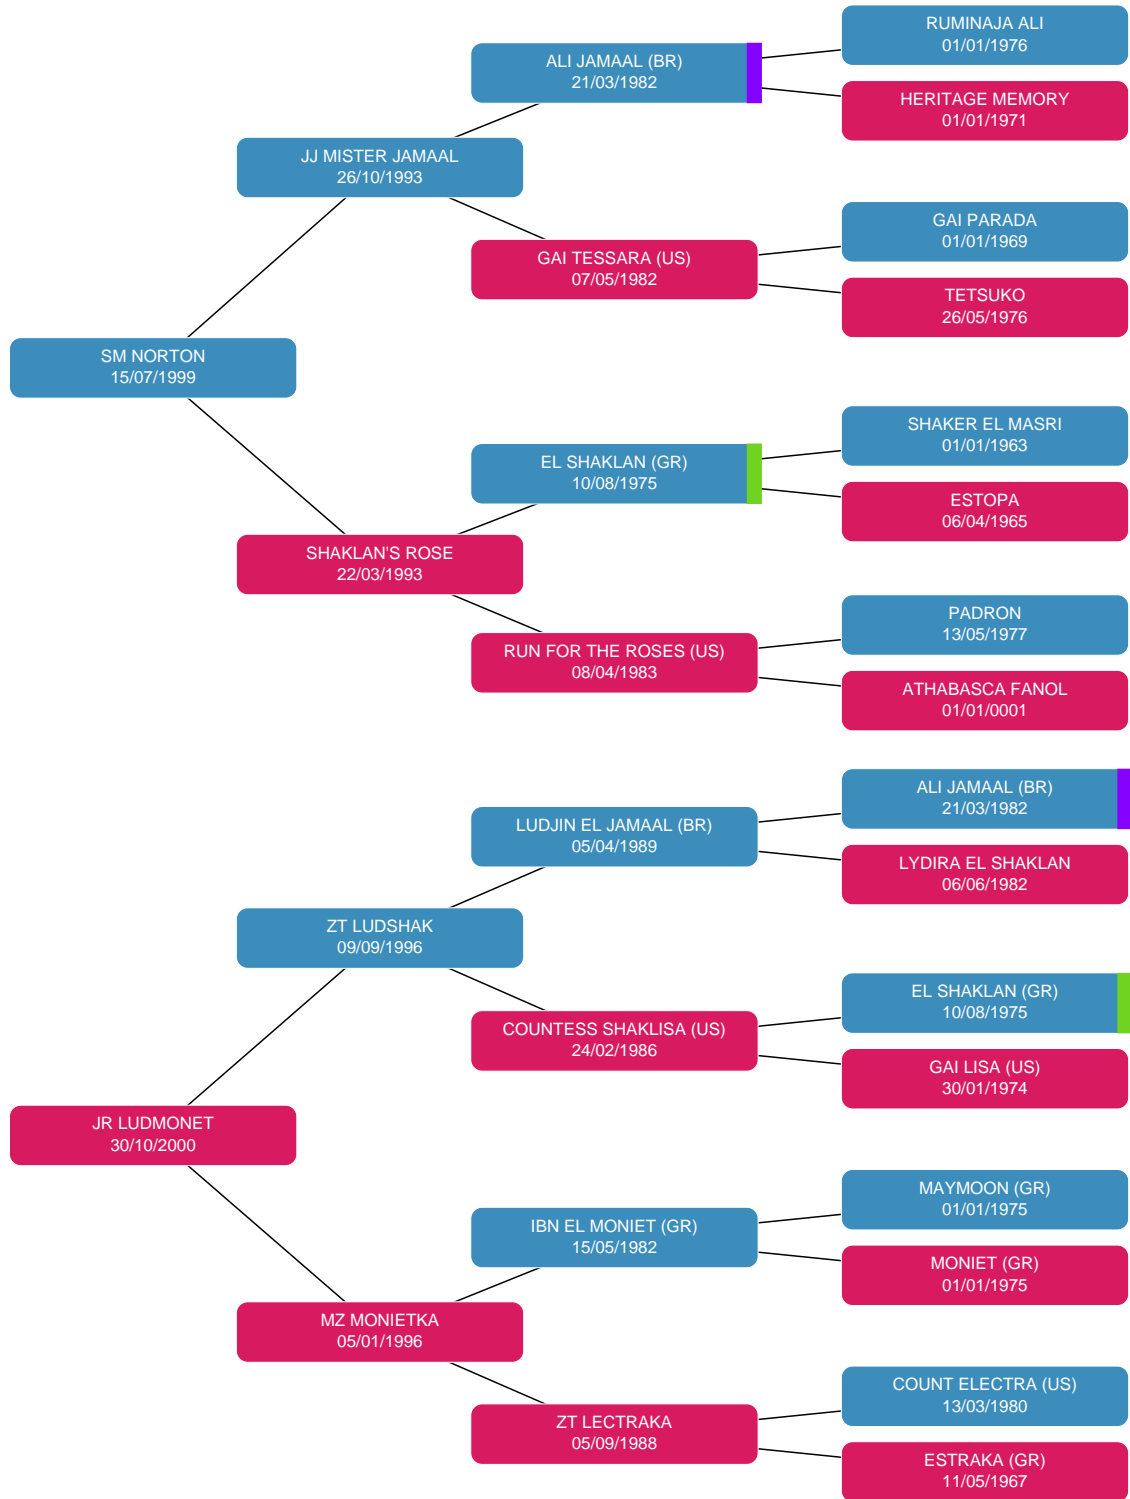 RUMINAJA ALI
01/01/1976
ALI JAMAAL (BR)
21/03/1982
HERITAGE MEMORY
01/01/1971
JJ MISTER JAMAAL
26/10/1993
GAI PARADA
01/01/1969
GAI TESSARA (US)
07/05/1982
TETSUKO
26/05/1976
SM NORTON
15/07/1999
SHAKER EL MASRI
01/01/1963
EL SHAKLAN (GR)
10/08/1975
ESTOPA
06/04/1965
SHAKLAN'S ROSE
22/03/1993
PADRON
13/05/1977
RUN FOR THE ROSES (US)
08/04/1983
ATHABASCA FANOL
01/01/0001
ALI JAMAAL (BR)
21/03/1982
LUDJIN EL JAMAAL (BR)
05/04/1989
LYDIRA EL SHAKLAN
06/06/1982
ZT LUDSHAK
09/09/1996
EL SHAKLAN (GR)
10/08/1975
COUNTESS SHAKLISA (US)
24/02/1986
GAI LISA (US)
30/01/1974
JR LUDMONET
30/10/2000
MAYMOON (GR)
01/01/1975
IBN EL MONIET (GR)
15/05/1982
MONIET (GR)
01/01/1975
MZ MONIETKA
05/01/1996
COUNT ELECTRA (US)
13/03/1980
ZT LECTRAKA
05/09/1988
ESTRAKA (GR)
11/05/1967